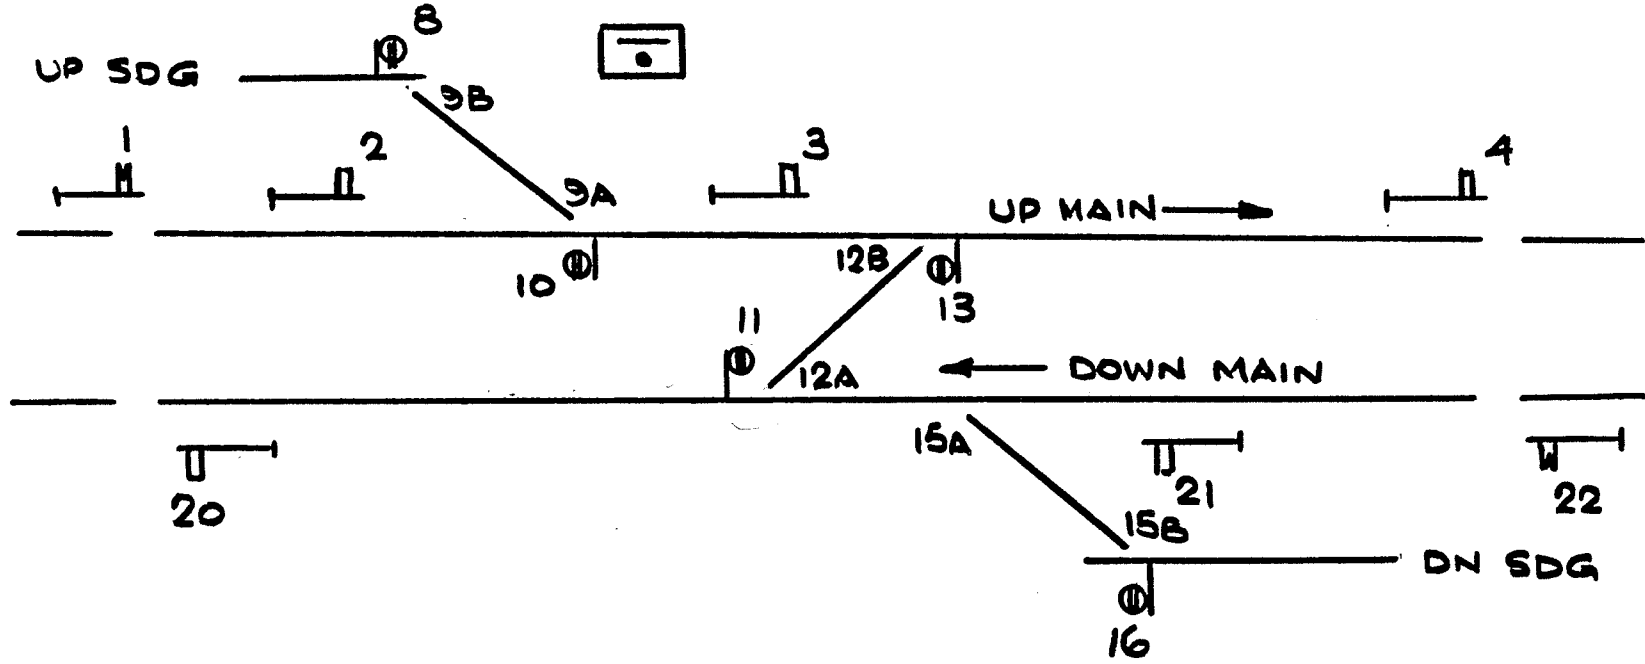 8
UP SDG
9B
1
2
3
4
9A
UP MAIN
12B
10
13
11
12A
DOWN MAIN
15A
20
21
22
15B
DN SDG
16